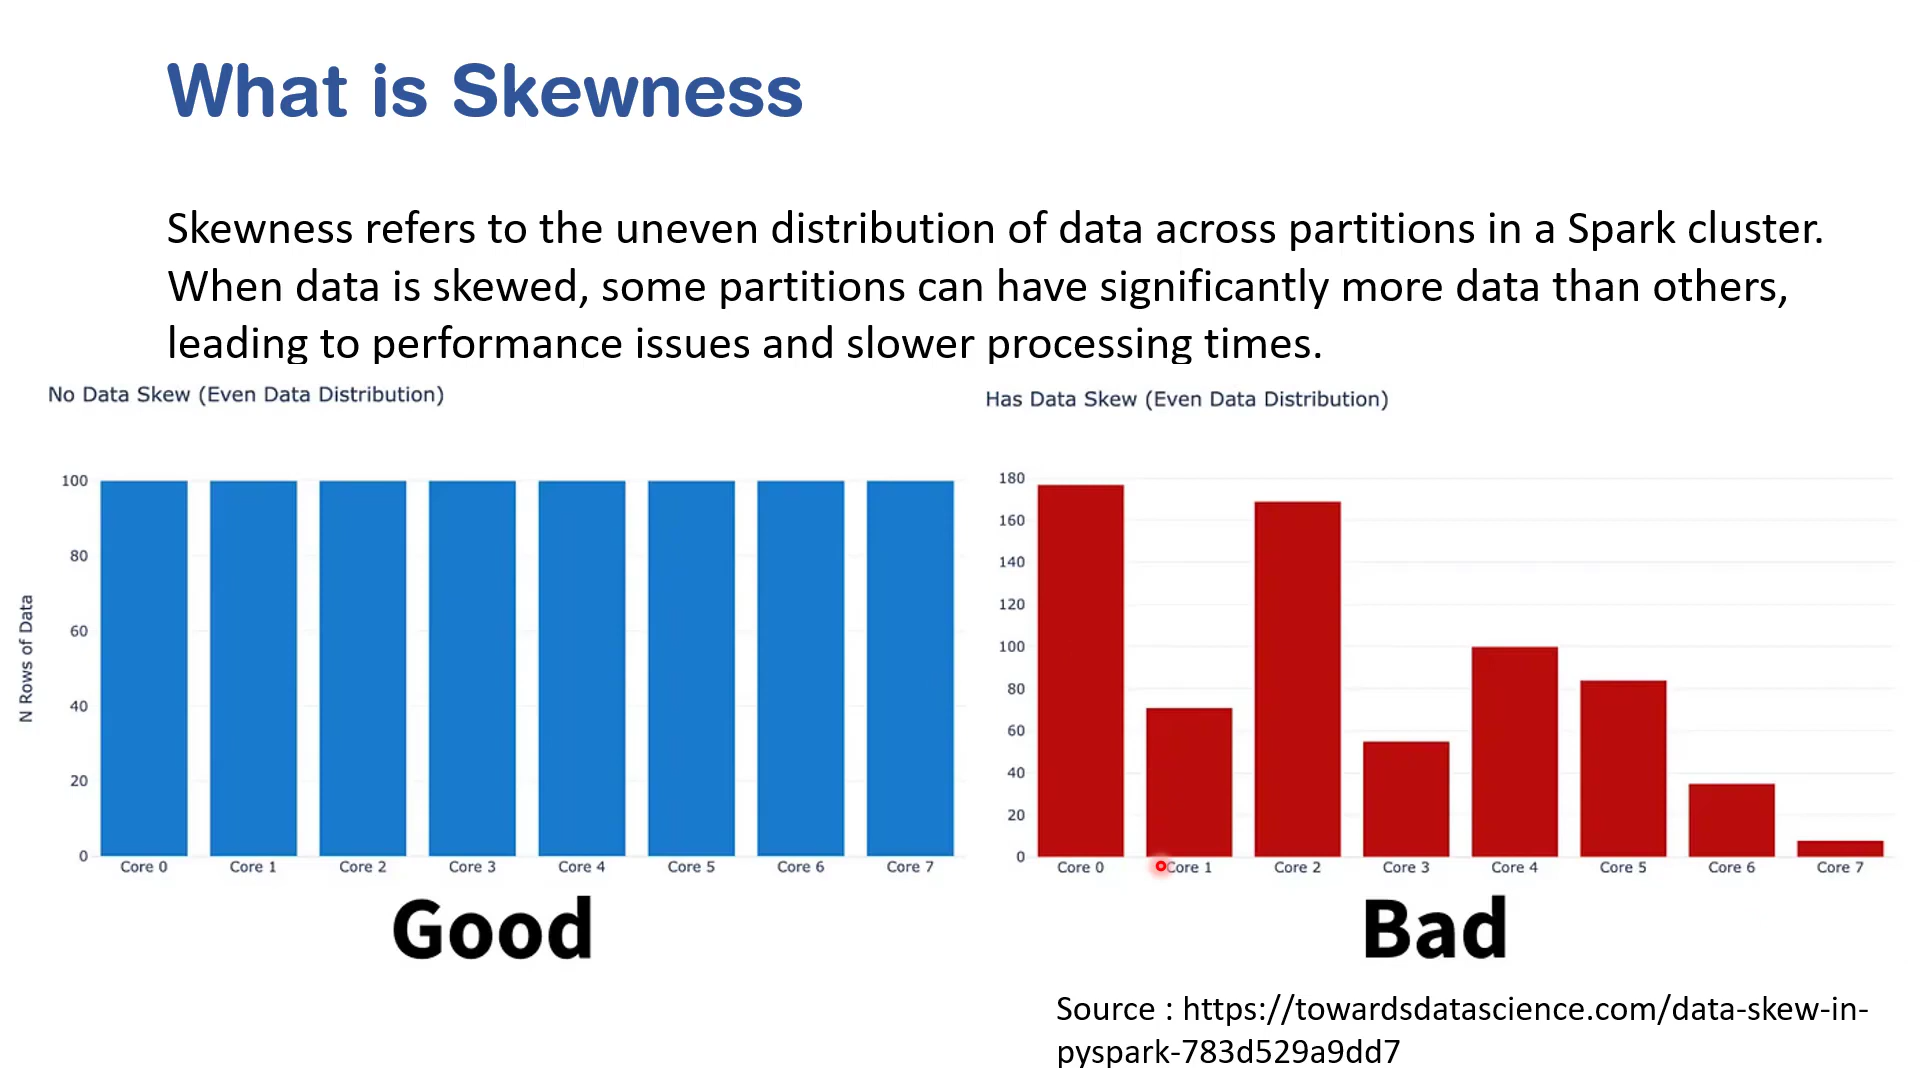 What is Skewness
Skewness refers to the uneven distribution of data across partitions in a Spark cluster.
When data is skewed, some partitions can have significantly more data than others,
leading to performance issues and slower processing times.
No Data Skew (Even Data Distribution)
N Rows of Data
100
80
60
40
20
0
Core 0 Core 1 Core 2 Core 3 Core 4 Core 5 Core 6 Core 7
Good
Has Data Skew (Even Data Distribution)
180
160
140
120
100
80
60
40
20
0
Core 0 Core 1 Core 2 Core 3 Core 4 Core 5 Core 6 Core 7
Bad
Source : https://towardsdatascience.com/data-skew-in-
pyspark-783d529a9dd7